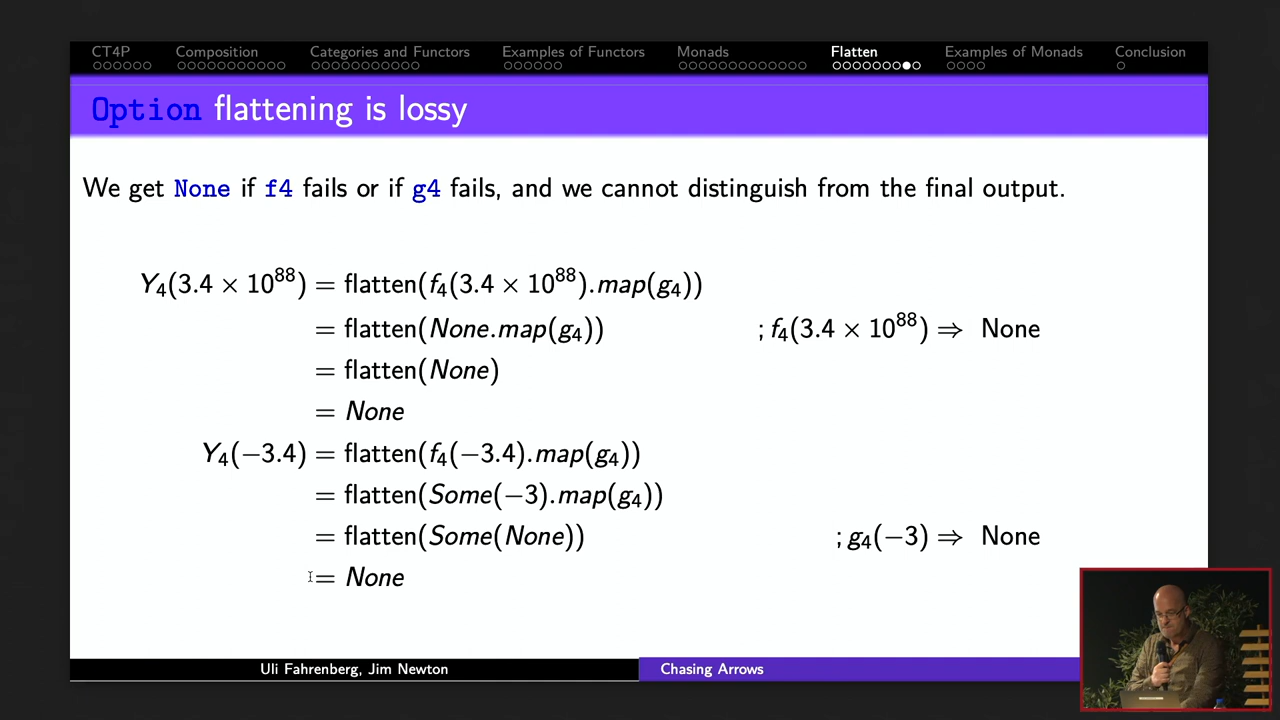 CT4P Composition Categories and Functors Examples of Functors Monads Flatten Examples of Monads Conclusion
Option flattening is lossy
We get None if f4 fails or if g4 fails, and we cannot distinguish from the final output.
Y₄(3.4 × 10⁸⁸) = flatten(f₄(3.4 × 10⁸⁸).map(g₄))
= flatten(None.map(g₄)) ; f₄(3.4 × 10⁸⁸) ⇒ None
= flatten(None)
= None
Y₄(−3.4) = flatten(f₄(−3.4).map(g₄))
= flatten(Some(−3).map(g₄))
= flatten(Some(None)) ; g₄(−3) ⇒ None
= None
Uli Fahrenberg, Jim Newton Chasing Arrows